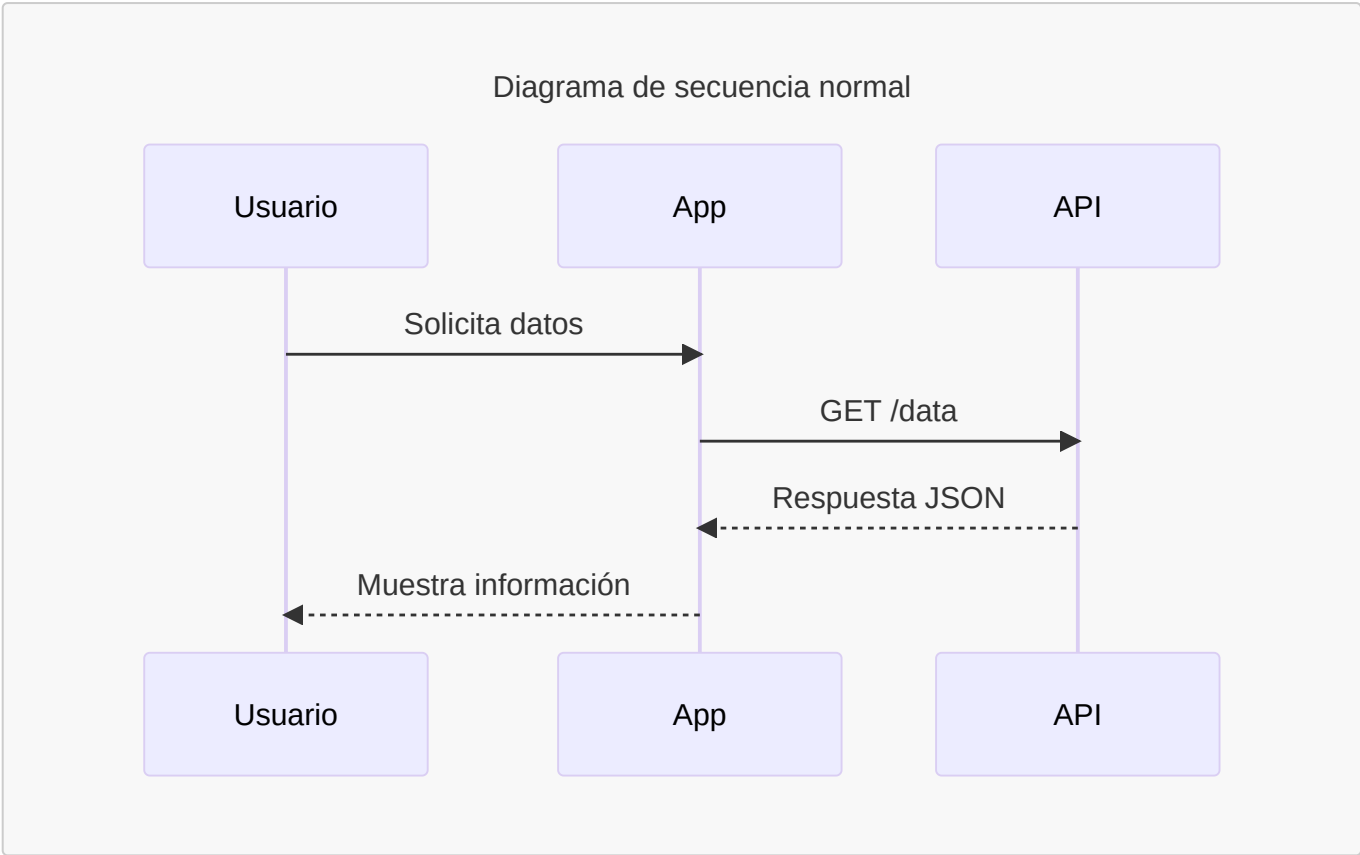 Diagrama de secuencia normal
Usuario
App
API
Solicita datos
GET /data
Respuesta JSON
Muestra información
Usuario
App
API